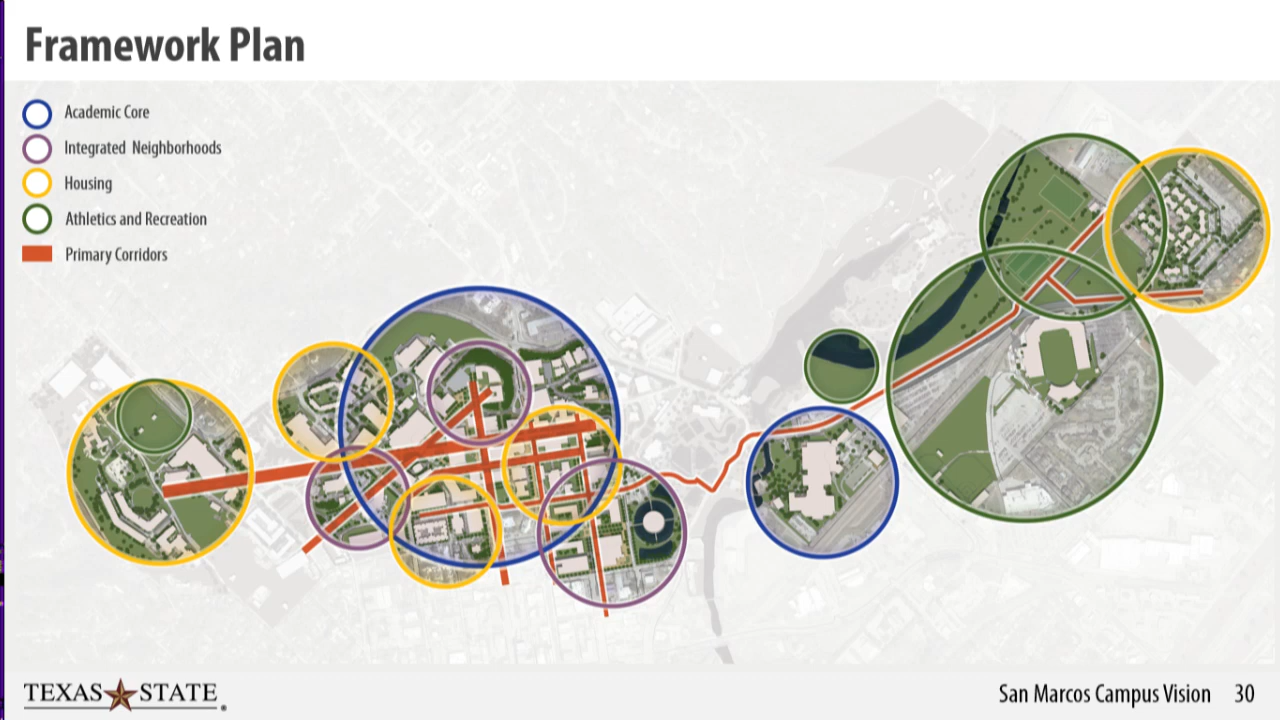 Framework Plan
Academic Core
Integrated Neighborhoods
Housing
Athletics and Recreation
Primary Corridors
TEXAS STATE ®
San Marcos Campus Vision 30